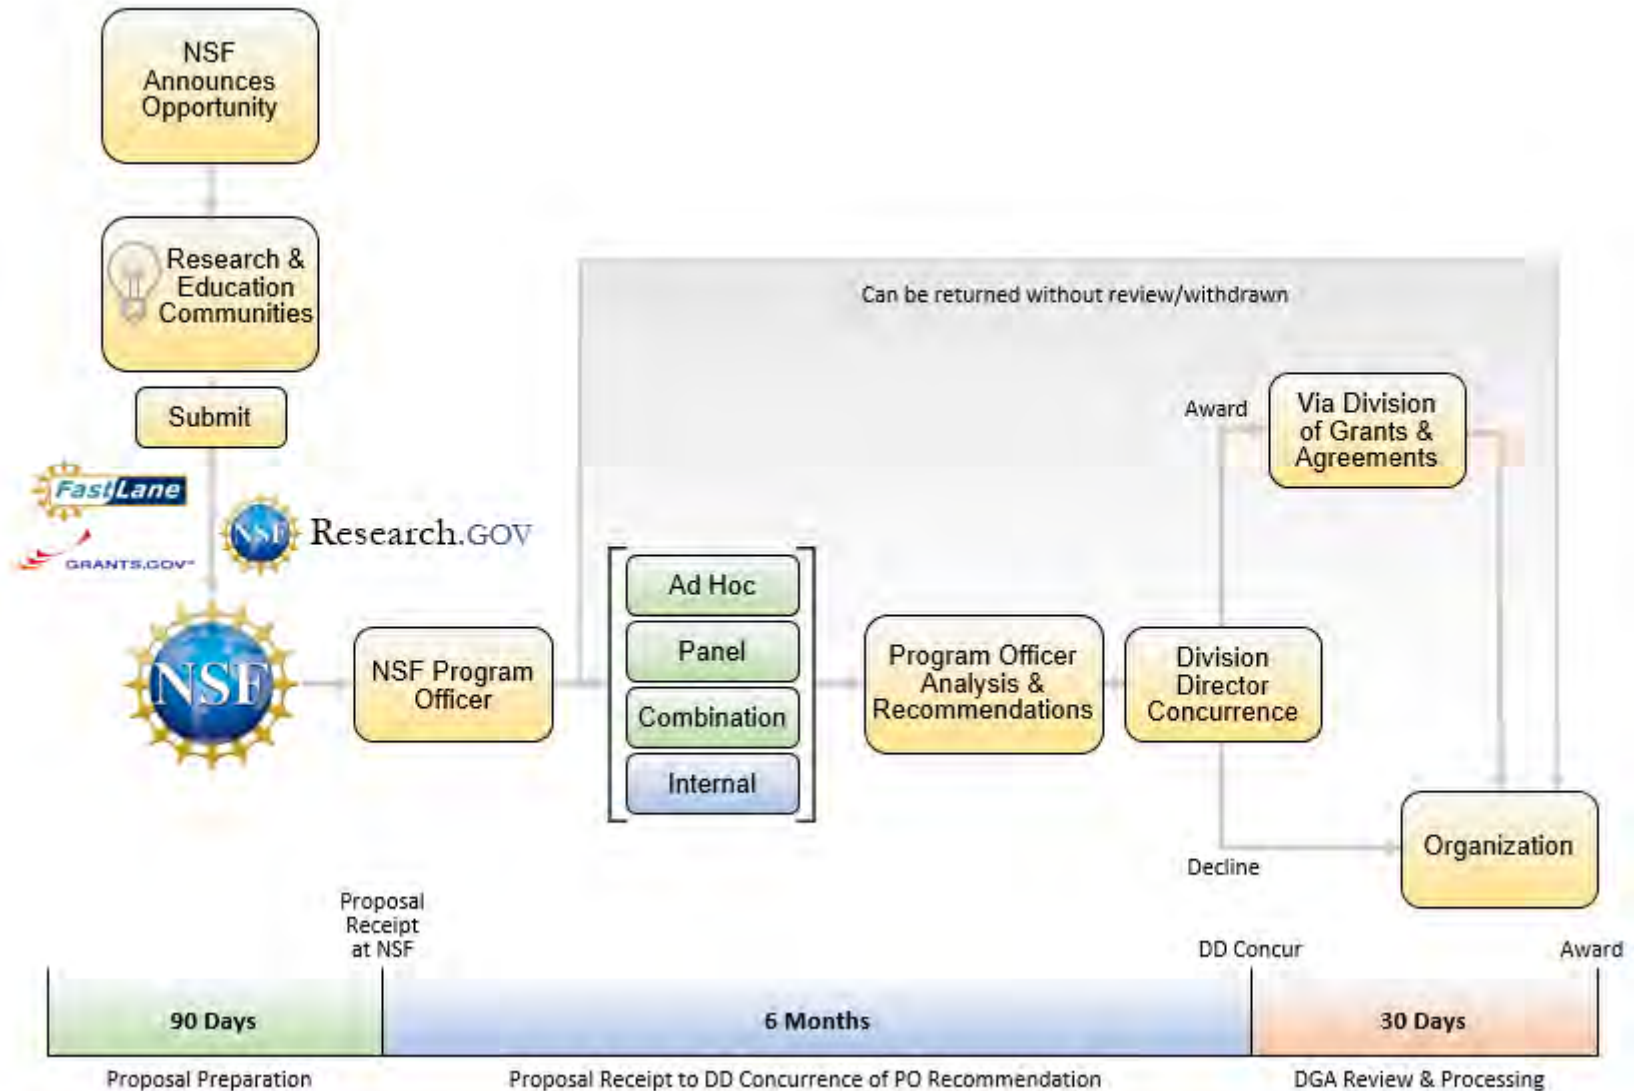 NSF
Announces
Opportunity
Research &
Education
Communities
Submit
FastLane
GRANTS.GOV
NSF
Research.GOV
NSF
NSF Program
Officer
Can be returned without review/withdrawn
Ad Hoc
Panel
Combination
Internal
Program Officer
Analysis &
Recommendations
Division
Director
Concurrence
Award
Via Division
of Grants &
Agreements
Decline
Organization
Proposal
Receipt
at NSF
DD Concur
Award
90 Days
6 Months
30 Days
Proposal Preparation
Proposal Receipt to DD Concurrence of PO Recommendation
DGA Review & Processing